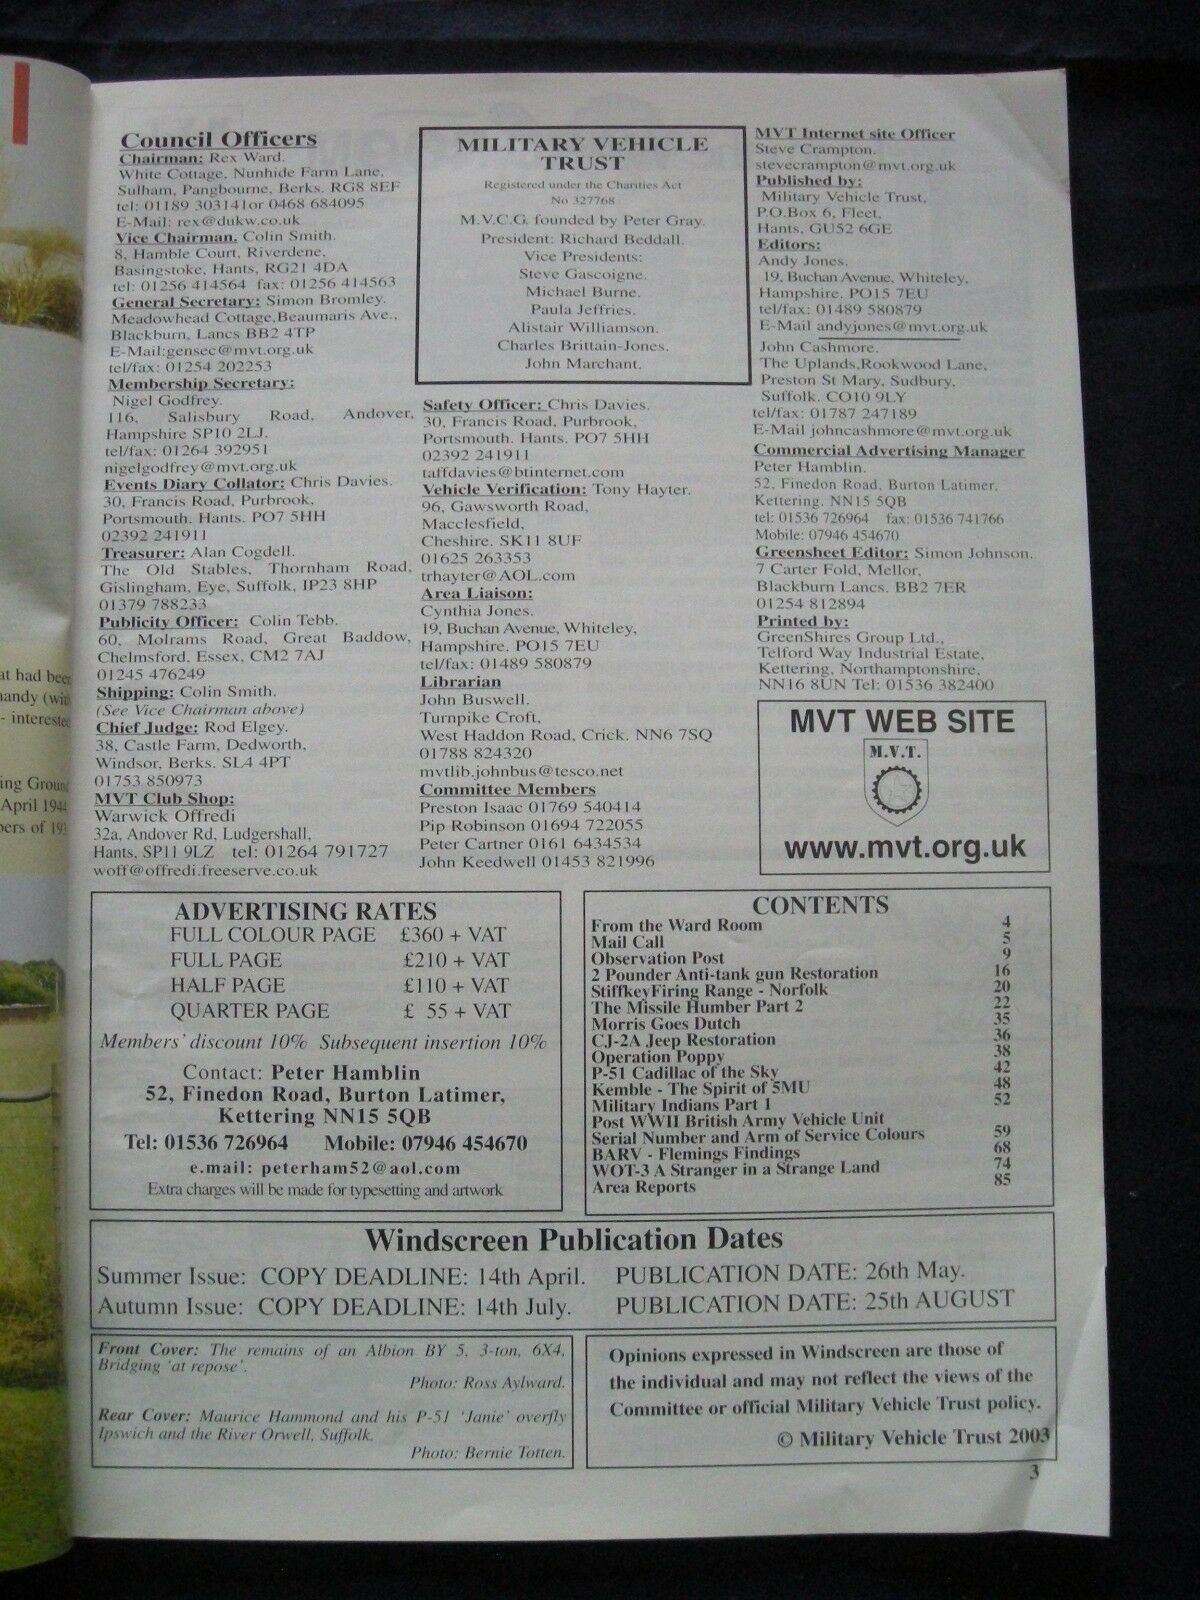 at had been
handy (with
- interested
ing Ground
April 1944
bers of 193
Council Officers
Chairman: Rex Ward.
White Cottage, Nunhide Farm Lane,
Sulham, Pangbourne, Berks. RG8 8EF
tel: 01189 303141or 0468 684095
E-Mail: rex@dukw.co.uk
Vice Chairman. Colin Smith.
8, Hamble Court, Riverdene,
Basingstoke, Hants, RG21 4DA
tel: 01256 414564 fax: 01256 414563
General Secretary: Simon Bromley.
Meadowhead Cottage,Beaumaris Ave.,
Blackburn, Lancs BB2 4TP
E-Mail:gensec@mvt.org.uk
tel/fax: 01254 202253
Membership Secretary:
Nigel Godfrey.
116, Salisbury Road, Andover,
Hampshire SP10 2LJ.
tel/fax: 01264 392951
nigelgodfrey@mvt.org.uk
Events Diary Collator: Chris Davies.
30, Francis Road, Purbrook,
Portsmouth. Hants. PO7 5HH
02392 241911
Treasurer: Alan Cogdell.
The Old Stables, Thornham Road,
Gislingham, Eye, Suffolk, IP23 8HP
01379 788233
Publicity Officer: Colin Tebb.
60, Molrams Road, Great Baddow,
Chelmsford, Essex, CM2 7AJ
01245 476249
Shipping: Colin Smith.
(See Vice Chairman above)
Chief Judge: Rod Elgey.
38, Castle Farm, Dedworth,
Windsor, Berks. SL4 4PT
01753 850973
MVT Club Shop:
Warwick Offredi
32a, Andover Rd, Ludgershall,
Hants, SP11 9LZ tel: 01264 791727
woff@offredi.freeserve.co.uk
MILITARY VEHICLE
TRUST
Registered under the Charities Act
No 327768
M.V.C.G. founded by Peter Gray.
President: Richard Beddall.
Vice Presidents:
Steve Gascoigne.
Michael Burne.
Paula Jeffries.
Alistair Williamson.
Charles Brittain-Jones.
John Marchant.
Safety Officer: Chris Davies.
30, Francis Road, Purbrook,
Portsmouth. Hants. PO7 5HH
02392 241911
taffdavies@btinternet.com
Vehicle Verification: Tony Hayter.
96, Gawsworth Road,
Macclesfield,
Cheshire. SK11 8UF
01625 263353
trhayter@AOL.com
Area Liaison:
Cynthia Jones.
19, Buchan Avenue, Whiteley,
Hampshire. PO15 7EU
tel/fax: 01489 580879
Librarian
John Buswell.
Turnpike Croft,
West Haddon Road, Crick. NN6 7SQ
01788 824320
mvtlib.johnbus@tesco.net
Committee Members
Preston Isaac 01769 540414
Pip Robinson 01694 722055
Peter Cartner 0161 6434534
John Keedwell 01453 821996
MVT Internet site Officer
Steve Crampton.
stevecrampton@mvt.org.uk
Published by:
Military Vehicle Trust,
P.O.Box 6, Fleet,
Hants, GU52 6GE
Editors:
Andy Jones.
19, Buchan Avenue, Whiteley,
Hampshire. PO15 7EU
tel/fax: 01489 580879
E-Mail andyjones@mvt.org.uk
John Cashmore.
The Uplands,Rookwood Lane,
Preston St Mary, Sudbury,
Suffolk. CO10 9LY
tel/fax: 01787 247189
E-Mail johncashmore@mvt.org.uk
Commercial Advertising Manager
Peter Hamblin.
52, Finedon Road, Burton Latimer,
Kettering. NN15 5QB
tel: 01536 726964 fax: 01536 741766
Mobile: 07946 454670
Greensheet Editor: Simon Johnson.
7 Carter Fold, Mellor,
Blackburn Lancs. BB2 7ER
01254 812894
Printed by:
GreenShires Group Ltd.,
Telford Way Industrial Estate,
Kettering, Northamptonshire,
NN16 8UN Tel: 01536 382400
MVT WEB SITE
M.V.T.
www.mvt.org.uk
ADVERTISING RATES
FULL COLOUR PAGE £360 + VAT
FULL PAGE £210 + VAT
HALF PAGE £110 + VAT
QUARTER PAGE £ 55 + VAT
Members' discount 10% Subsequent insertion 10%
Contact: Peter Hamblin
52, Finedon Road, Burton Latimer,
Kettering NN15 5QB
Tel: 01536 726964 Mobile: 07946 454670
e.mail: peterham52@aol.com
Extra charges will be made for typesetting and artwork
CONTENTS
From the Ward Room 4
Mail Call 5
Observation Post 9
2 Pounder Anti-tank gun Restoration 16
StiffkeyFiring Range - Norfolk 20
The Missile Humber Part 2 22
Morris Goes Dutch 35
CJ-2A Jeep Restoration 36
Operation Poppy 38
P-51 Cadillac of the Sky 42
Kemble - The Spirit of 5MU 48
Military Indians Part 1 52
Post WWII British Army Vehicle Unit
Serial Number and Arm of Service Colours 59
BARV - Flemings Findings 68
WOT-3 A Stranger in a Strange Land 74
Area Reports 85
Windscreen Publication Dates
Summer Issue: COPY DEADLINE: 14th April. PUBLICATION DATE: 26th May.
Autumn Issue: COPY DEADLINE: 14th July. PUBLICATION DATE: 25th AUGUST
Front Cover: The remains of an Albion BY 5, 3-ton, 6X4,
Bridging 'at repose'.
Photo: Ross Aylward.
Rear Cover: Maurice Hammond and his P-51 'Janie' overfly
Ipswich and the River Orwell, Suffolk.
Photo: Bernie Totten.
Opinions expressed in Windscreen are those of
the individual and may not reflect the views of the
Committee or official Military Vehicle Trust policy.
© Military Vehicle Trust 2003
3